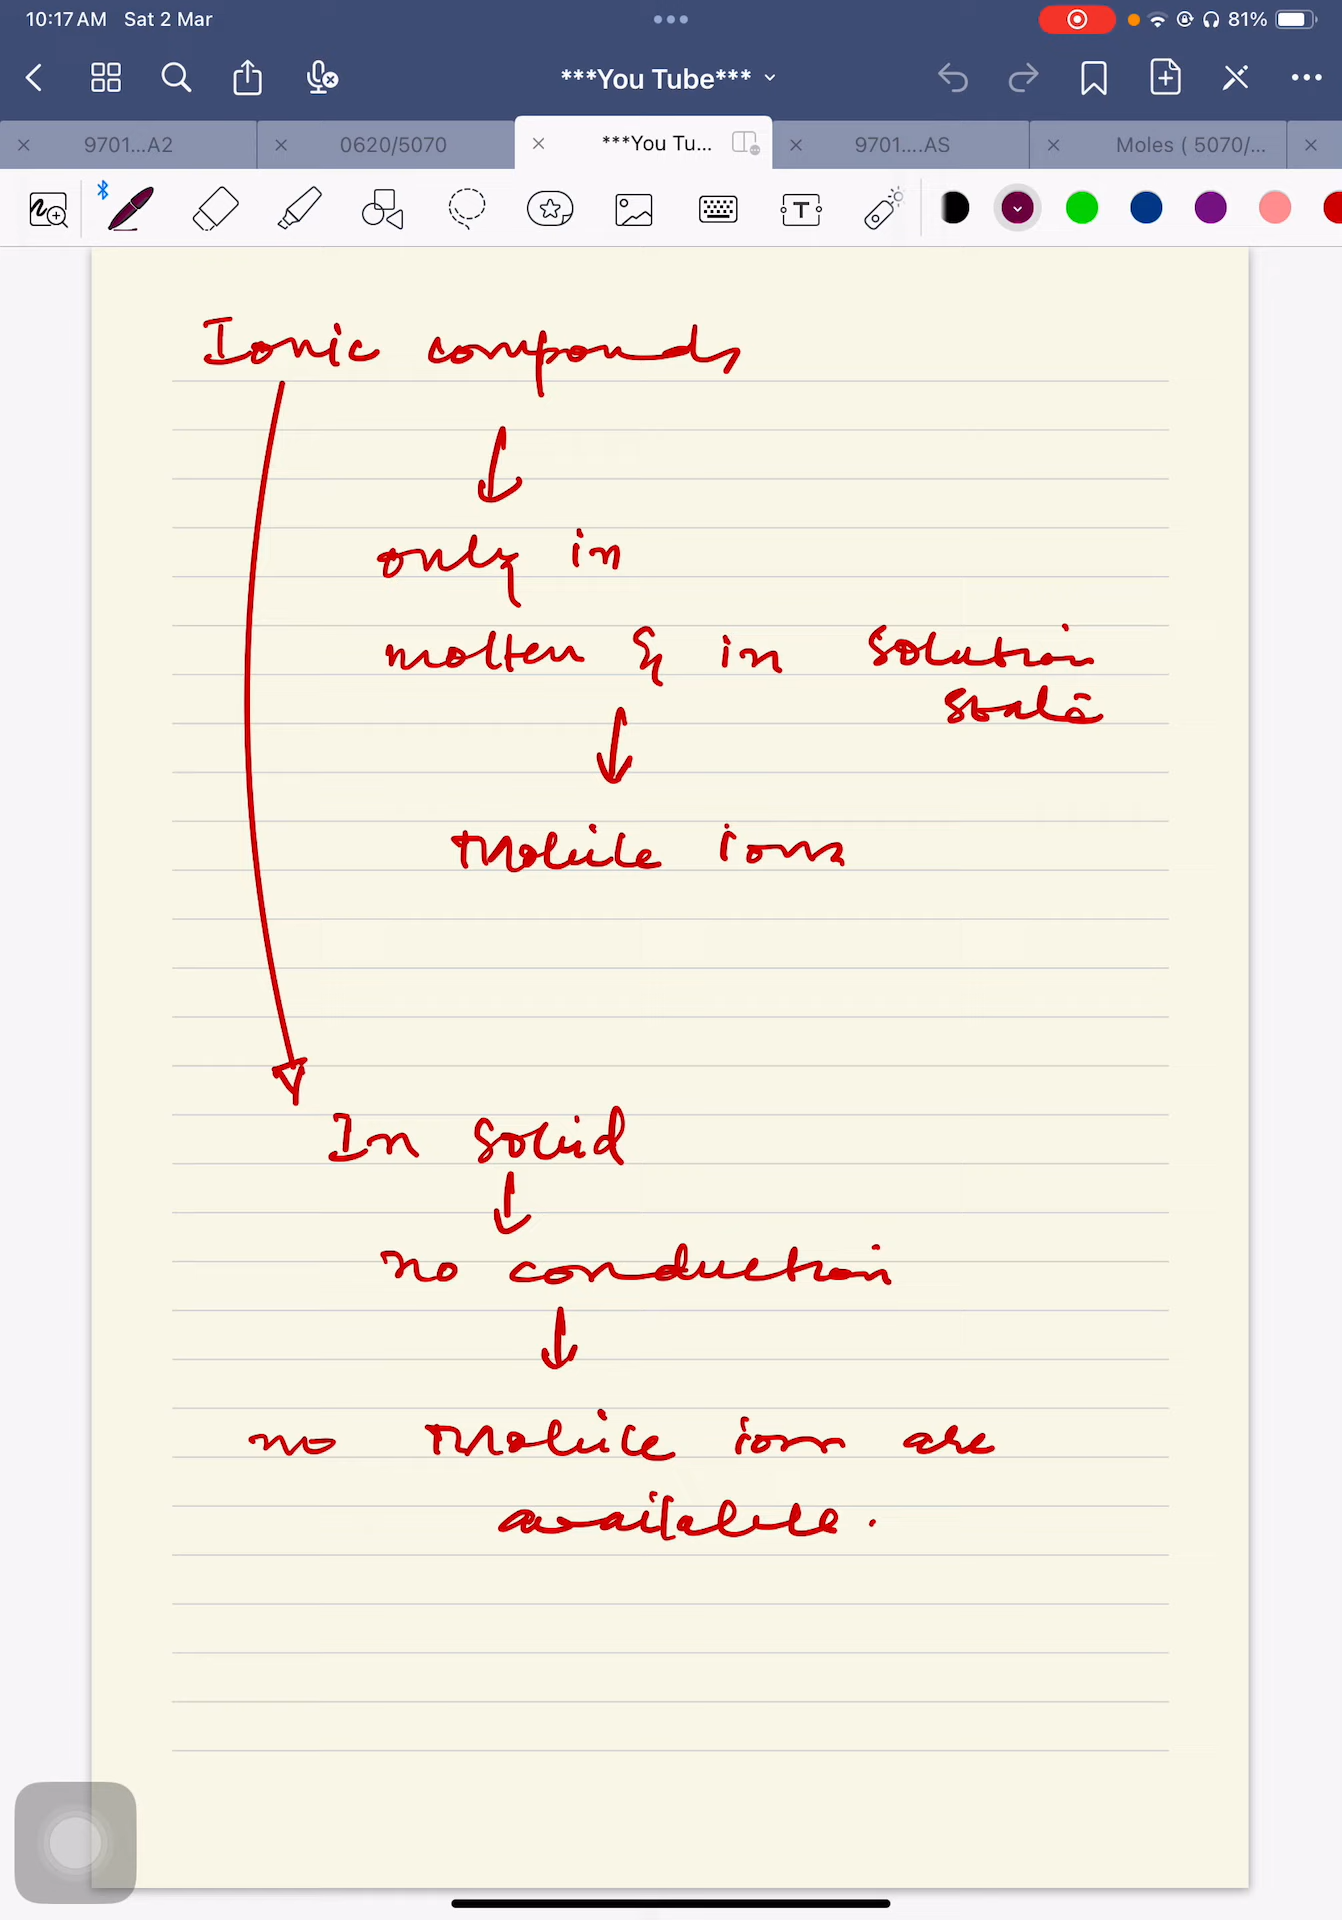 10:17 AM Sat 2 Mar
81%
***You Tube***
9701...A2
0620/5070
***You Tu...
9701....AS
Moles ( 5070/...
T
Ionic compounds
only in
molten & in solution
state
mobile ions
In solid
no conduction
no mobile ions are
available.